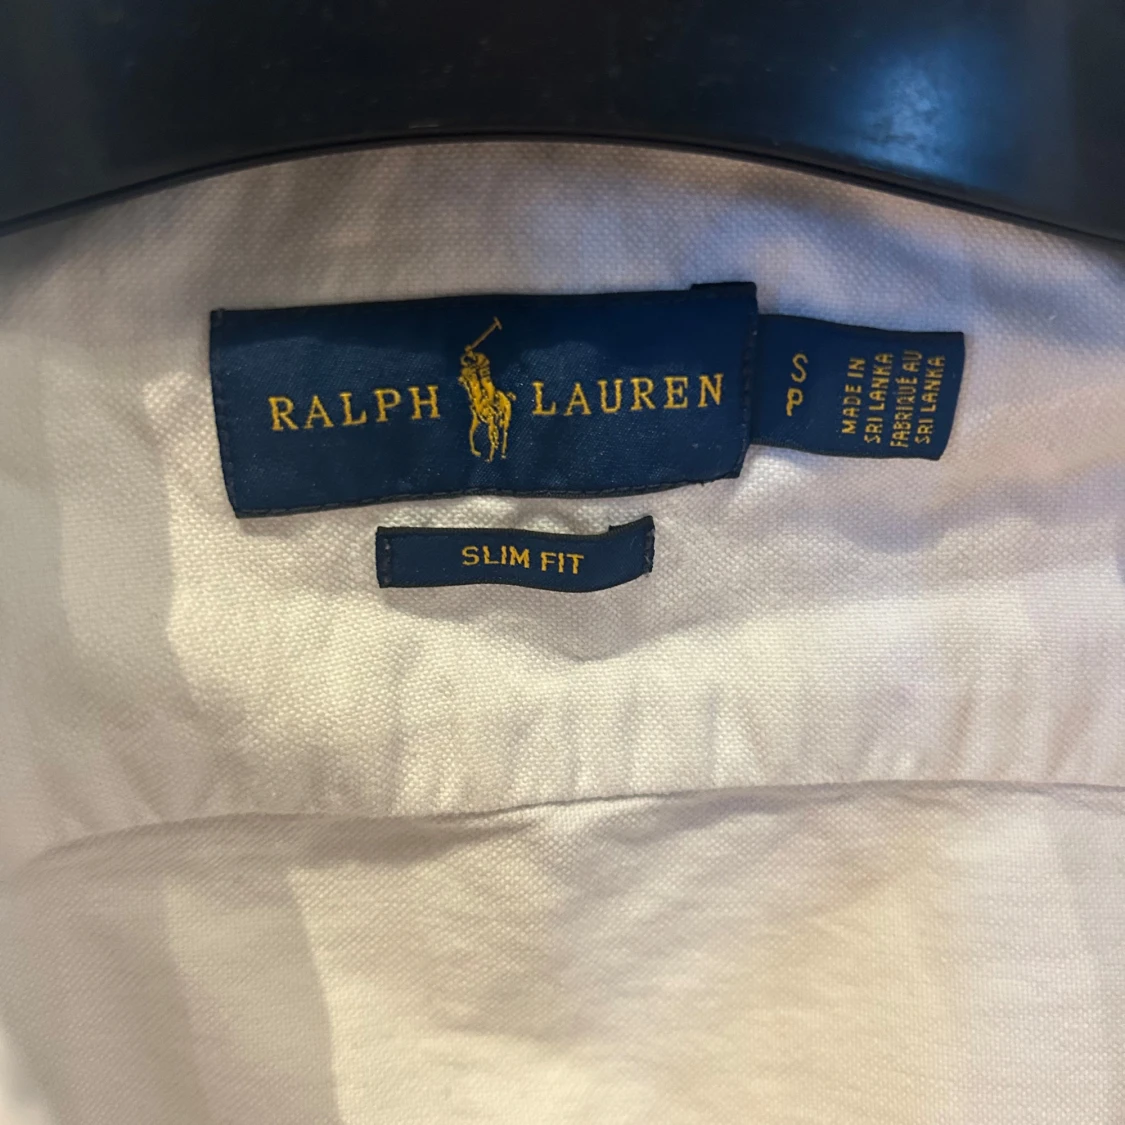 RALPH LAUREN
S
P
MADE IN
SRI LANKA
FABRIQUÉ AU
SRI LANKA
SLIM FIT